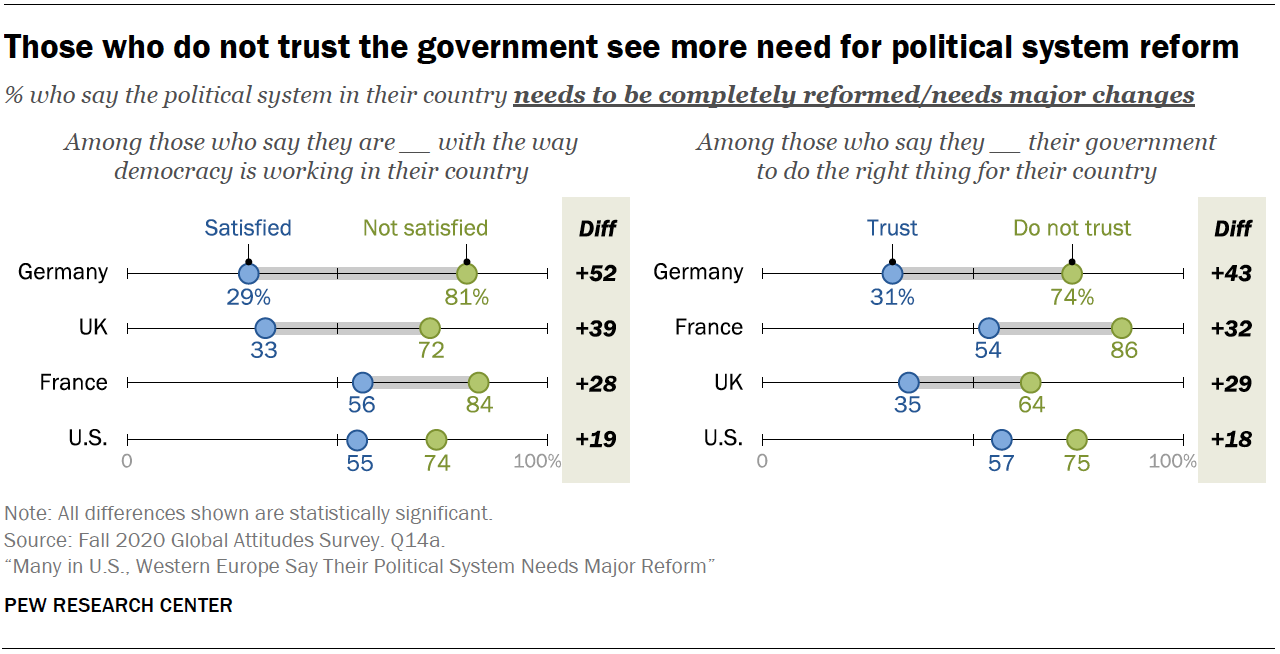 Those who do not trust the government see more need for political system reform
% who say the political system in their country needs to be completely reformed/needs major changes
Among those who say they are __ with the way
democracy is working in their country
Satisfied Not satisfied Diff
Germany 29% 81% +52
UK 33 72 +39
France 56 84 +28
U.S. 55 74 +19
0 100%
Among those who say they __ their government
to do the right thing for their country
Trust Do not trust Diff
Germany 31% 74% +43
France 54 86 +32
UK 35 64 +29
U.S. 57 75 +18
0 100%
Note: All differences shown are statistically significant.
Source: Fall 2020 Global Attitudes Survey. Q14a.
“Many in U.S., Western Europe Say Their Political System Needs Major Reform”
PEW RESEARCH CENTER